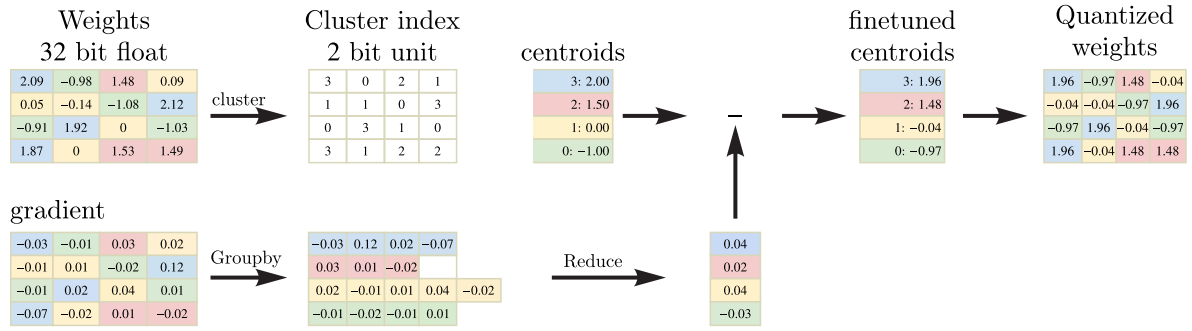 Weights
32 bit float
Cluster index
2 bit unit
centroids
finetuned
centroids
Quantized
weights
2.09 −0.98 1.48 0.09
0.05 −0.14 −1.08 2.12
−0.91 1.92 0 −1.03
1.87 0 1.53 1.49
cluster
3 0 2 1
1 1 0 3
0 3 1 0
3 1 2 2
3: 2.00
2: 1.50
1: 0.00
0: −1.00
−
3: 1.96
2: 1.48
1: −0.04
0: −0.97
1.96 −0.97 1.48 −0.04
−0.04 −0.04 −0.97 1.96
−0.97 1.96 −0.04 −0.97
1.96 −0.04 1.48 1.48
gradient
−0.03 −0.01 0.03 0.02
−0.01 0.01 −0.02 0.12
−0.01 0.02 0.04 0.01
−0.07 −0.02 0.01 −0.02
Groupby
−0.03 0.12 0.02 −0.07
0.03 0.01 −0.02
0.02 −0.01 0.01 0.04 −0.02
−0.01 −0.02 −0.01 0.01
Reduce
0.04
0.02
0.04
−0.03